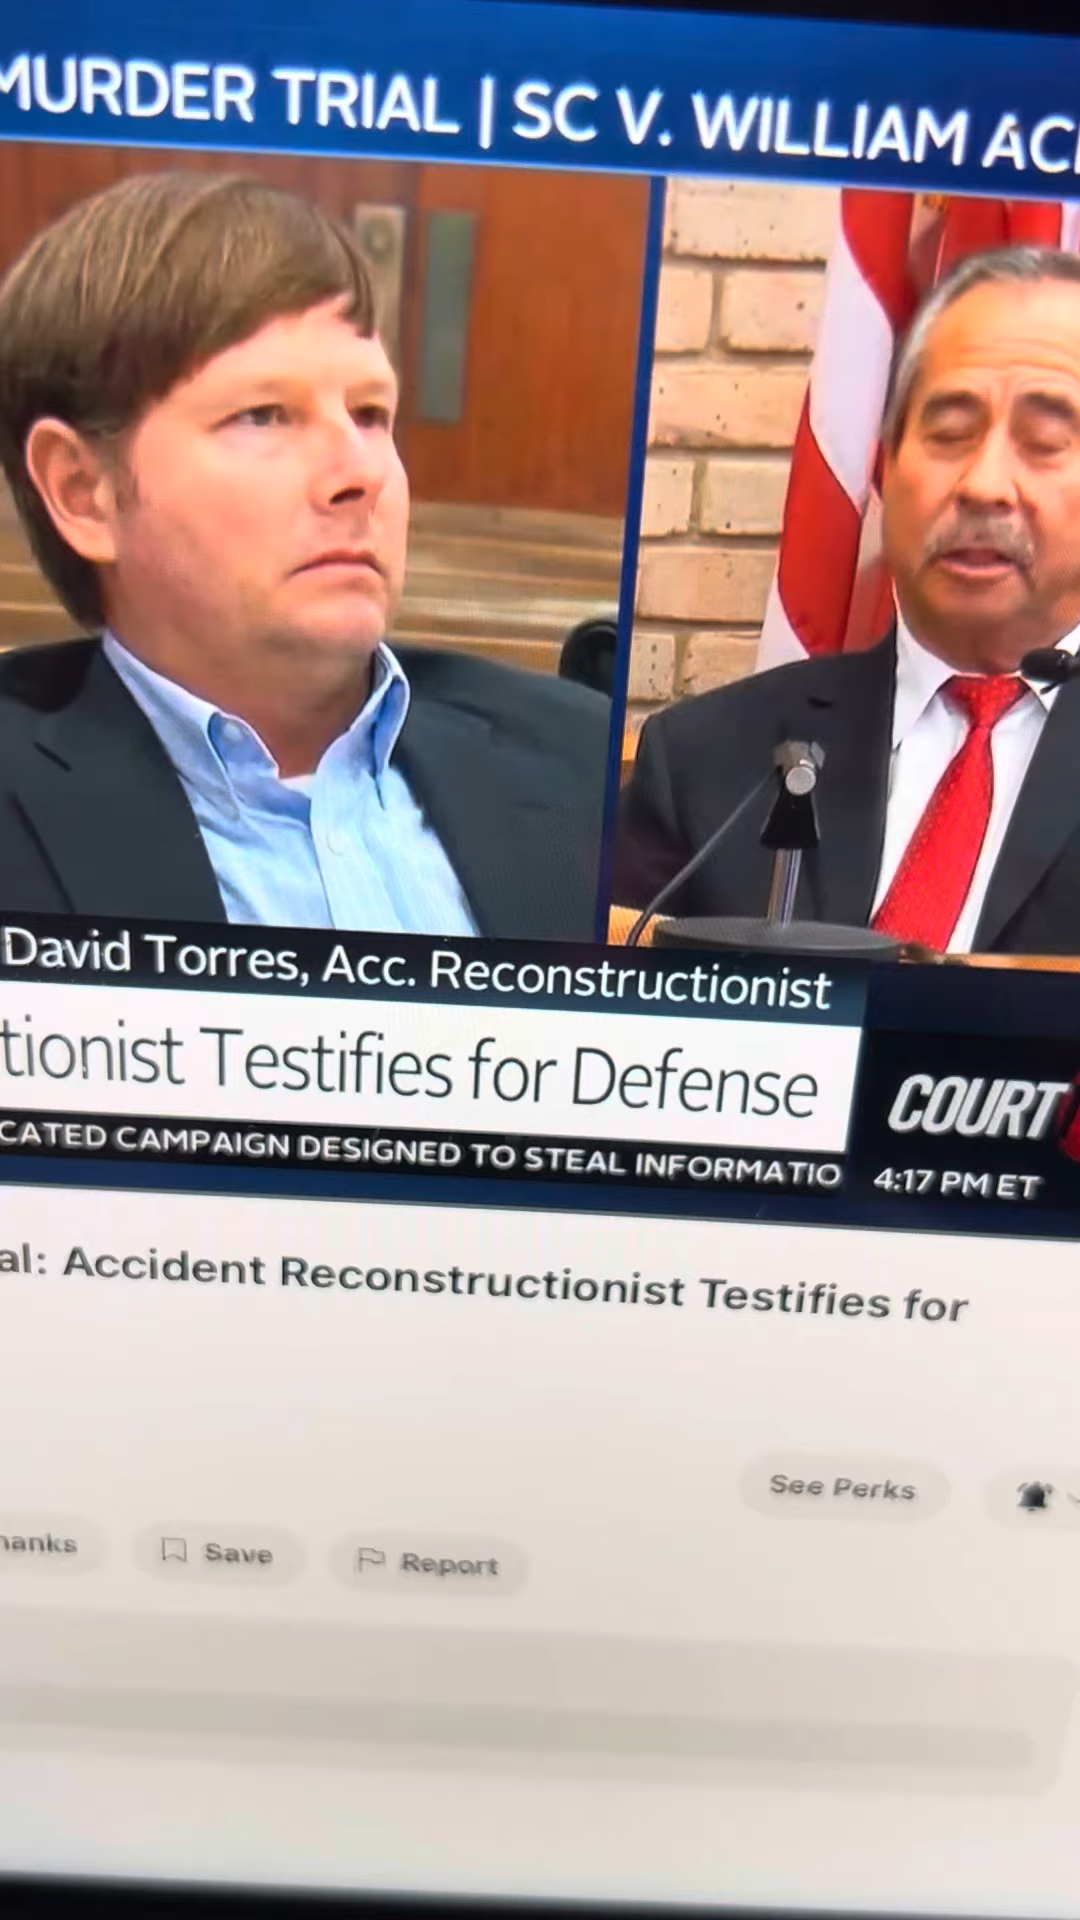 MURDER TRIAL | SC V. WILLIAM AC
David Torres, Acc. Reconstructionist
tionist Testifies for Defense
COURT
CATED CAMPAIGN DESIGNED TO STEAL INFORMATIO
4:17 PM ET
al: Accident Reconstructionist Testifies for
See Perks
hanks
Save
Report